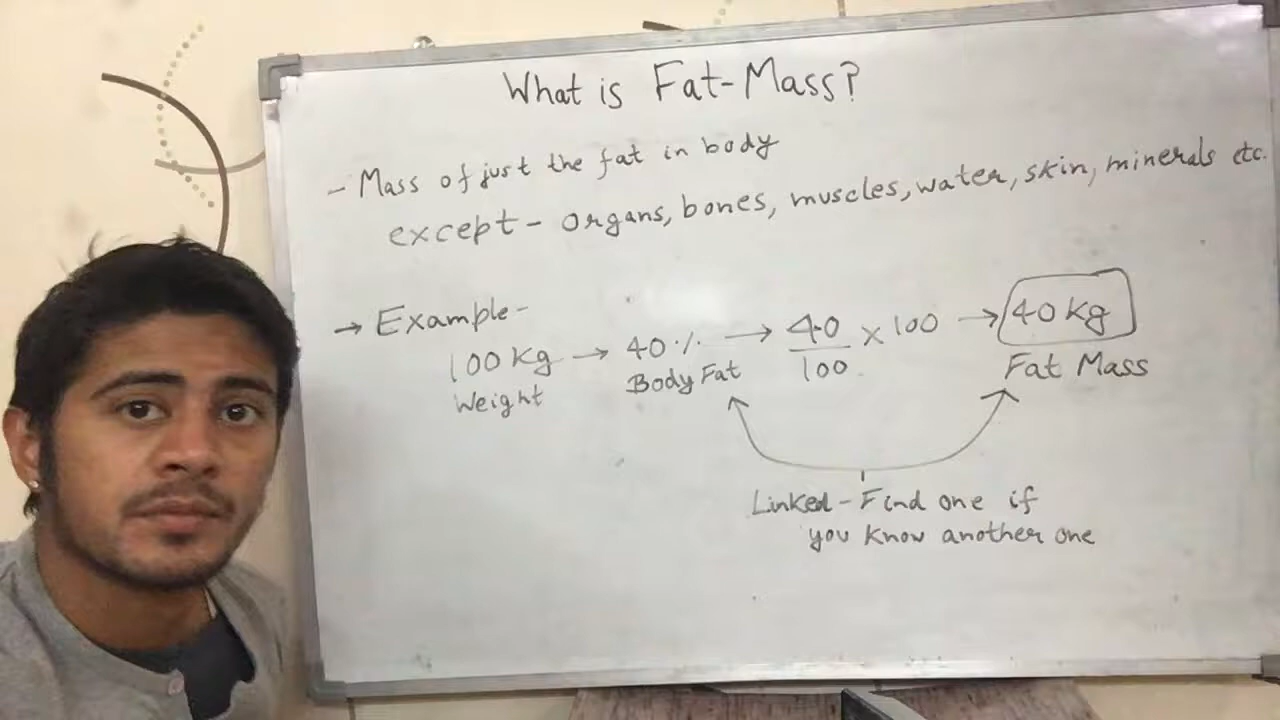 What is Fat-Mass?
- Mass of just the fat in body
except - organs, bones, muscles, water, skin, minerals etc.
→ Example-
100 Kg → 40% → 40/100 x 100 → 40 kg
Weight Body Fat Fat Mass
Linked - Find one if
you know another one